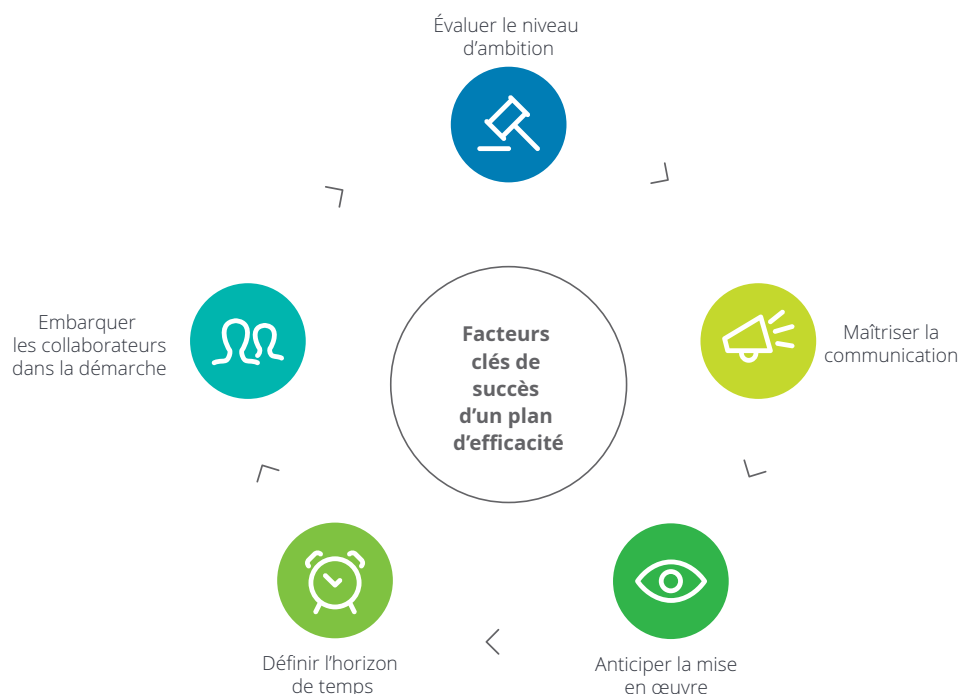 Évaluer le niveau
d’ambition
Maîtriser la
communication
Anticiper la mise
en œuvre
Définir l’horizon
de temps
Embarquer
les collaborateurs
dans la démarche
Facteurs
clés de
succès
d’un plan
d’efficacité